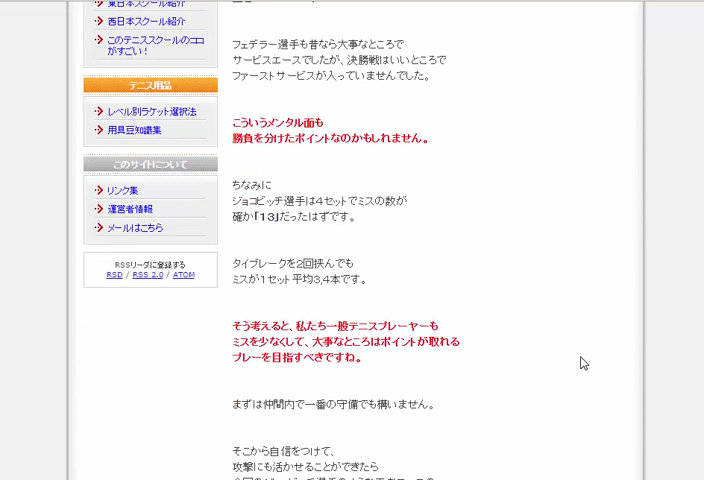 東日本スクール紹介
西日本スクール紹介
このテニススクールのココ
がすごい！
テニス用品
レベル別ラケット選択法
用具豆知識集
このサイトについて
リンク集
運営者情報
メールはこちら
RSSリーダに登録する
RSD / RSS 2.0 / ATOM
フェデラー選手も昔なら大事なところで
サービスエースでしたが、決勝戦はいいところで
ファーストサービスが入っていませんでした。
こういうメンタル面も
勝負を分けたポイントなのかもしれません。
ちなみに
ジョコビッチ選手は４セットでミスの数が
確か「１３」だったはずです。
タイブレークを2回挟んでも
ミスが１セット平均3,4本です。
そう考えると、私たち一般テニスプレーヤーも
ミスを少なくして、大事なところはポイントが取れる
プレーを目指すべきですね。
まずは仲間内で一番の守備でも構いません。
そこから自信をつけて、
攻撃にも活かせることができたら